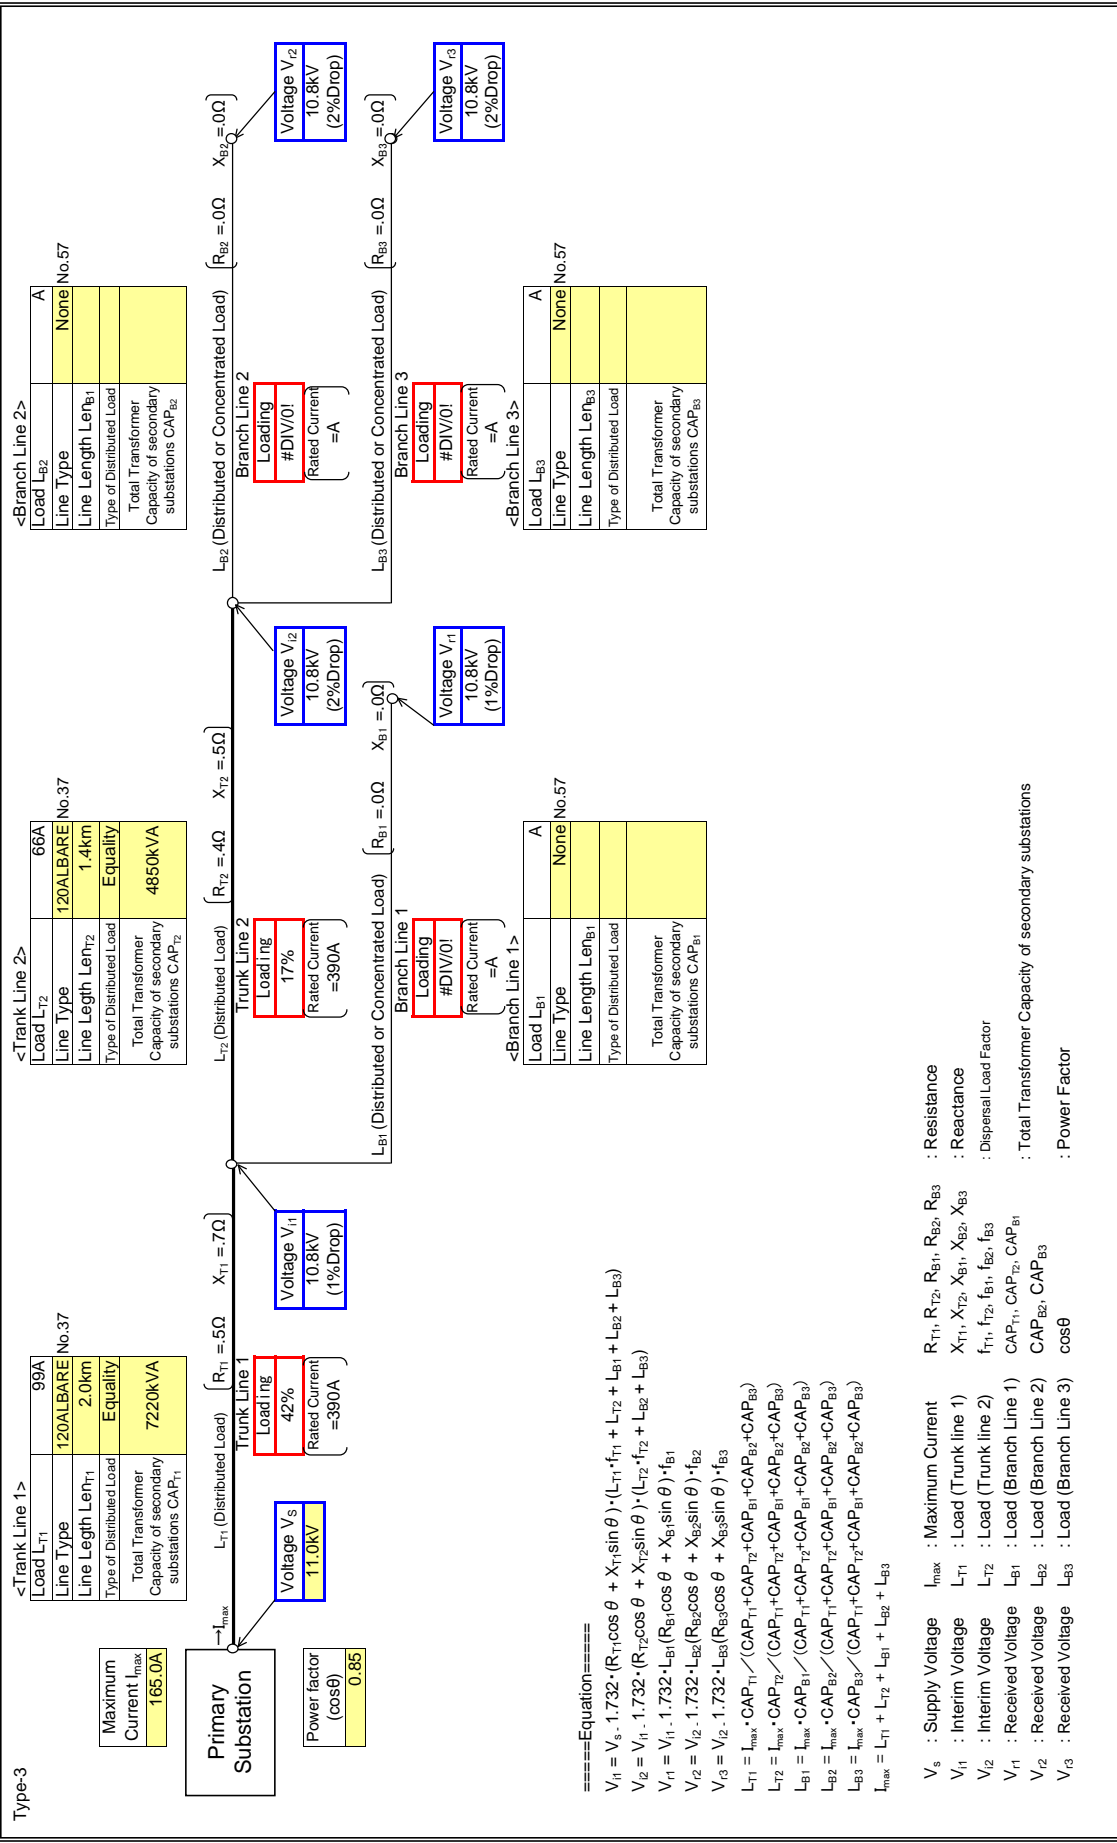 Type-3
Maximum
Current Imax
165.0A
Primary
Substation
Power factor
(cosθ)
0.85
→Imax
Voltage VS
11.0kV
<Trank Line 1>
Load LT1 99A
Line Type 120ALBARE No.37
Line Legth LenT1 2.0km
Type of Distributed Load Equality
Total Transformer
Capacity of secondary
substations CAPT1
7220kVA
LT1 (Distributed Load) RT1 =.5Ω XT1 =.7Ω
Trunk Line 1
Loading
42%
Rated Current
=390A
Voltage Vi1
10.8kV
(1%Drop)
<Trank Line 2>
Load LT2 66A
Line Type 120ALBARE No.37
Line Legth LenT2 1.4km
Type of Distributed Load Equality
Total Transformer
Capacity of secondary
substations CAPT2
4850kVA
LT2 (Distributed Load) RT2 =.4Ω XT2 =.5Ω
Trunk Line 2
Loading
17%
Rated Current
=390A
Voltage Vi2
10.8kV
(2%Drop)
LB1 (Distributed or Concentrated Load) RB1 =.0Ω XB1 =.0Ω
Branch Line 1
Loading
#DIV/0!
Rated Current
=A
Voltage Vr1
10.8kV
(1%Drop)
<Branch Line 1>
Load LB1 A
Line Type None No.57
Line Length LenB1
Type of Distributed Load
Total Transformer
Capacity of secondary
substations CAPB1
<Branch Line 2>
Load LB2 A
Line Type None No.57
Line Length LenB1
Type of Distributed Load
Total Transformer
Capacity of secondary
substations CAPB2
LB2 (Distributed or Concentrated Load) RB2 =.0Ω XB2 =.0Ω
Branch Line 2
Loading
#DIV/0!
Rated Current
=A
Voltage Vr2
10.8kV
(2%Drop)
LB3 (Distributed or Concentrated Load) RB3 =.0Ω XB3 =.0Ω
Branch Line 3
Loading
#DIV/0!
Rated Current
=A
Voltage Vr3
10.8kV
(2%Drop)
<Branch Line 3>
Load LB3 A
Line Type None No.57
Line Length LenB3
Type of Distributed Load
Total Transformer
Capacity of secondary
substations CAPB3
=====Equation=====
Vi1 = Vs - 1.732・(RT1cos θ + XT1sin θ)・(LT1・fT1 + LT2 + LB1 + LB2 + LB3)
Vi2 = Vi1 - 1.732・(RT2cos θ + XT2sin θ)・(LT2・fT2 + LB2 + LB3)
Vr1 = Vi1 - 1.732・LB1(RB1cos θ + XB1sin θ)・fB1
Vr2 = Vi2 - 1.732・LB2(RB2cos θ + XB2sin θ)・fB2
Vr3 = Vi2 - 1.732・LB3(RB3cos θ + XB3sin θ)・fB3
LT1 = Imax・CAPT1／(CAPT1+CAPT2+CAPB1+CAPB2+CAPB3)
LT2 = Imax・CAPT2／(CAPT1+CAPT2+CAPB1+CAPB2+CAPB3)
LB1 = Imax・CAPB1／(CAPT1+CAPT2+CAPB1+CAPB2+CAPB3)
LB2 = Imax・CAPB2／(CAPT1+CAPT2+CAPB1+CAPB2+CAPB3)
LB3 = Imax・CAPB3／(CAPT1+CAPT2+CAPB1+CAPB2+CAPB3)
Imax = LT1 + LT2 + LB1 + LB2 + LB3
Vs : Supply Voltage Imax : Maximum Current RT1, RT2, RB1, RB2, RB3 : Resistance
Vi1 : Interim Voltage LT1 : Load (Trunk line 1) XT1, XT2, XB1, XB2, XB3 : Reactance
Vi2 : Interim Voltage LT2 : Load (Trunk line 2) fT1, fT2, fB1, fB2, fB3 : Dispersal Load Factor
Vr1 : Received Voltage LB1 : Load (Branch Line 1) CAPT1, CAPT2, CAPB1
Vr2 : Received Voltage LB2 : Load (Branch Line 2) CAPB2, CAPB3 : Total Transformer Capacity of secondary substations
Vr3 : Received Voltage LB3 : Load (Branch Line 3) cosθ : Power Factor